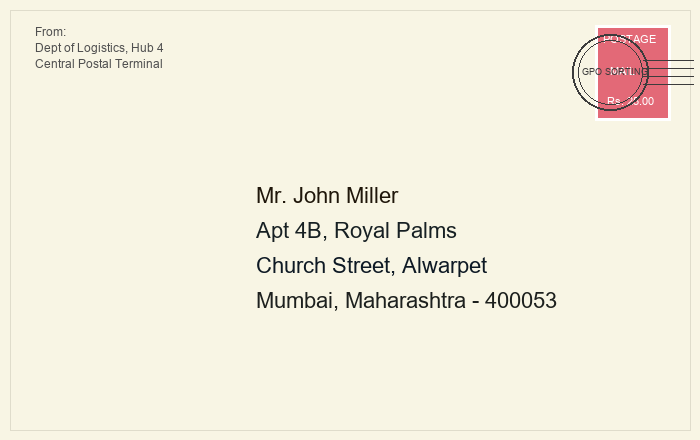 From:
Dept of Logistics, Hub 4
Central Postal Terminal
POSTAGE
GPO SORTING
Rs.
Mr. John Miller
Apt 4B, Royal Palms
Church Street, Alwarpet
Mumbai, Maharashtra - 400053